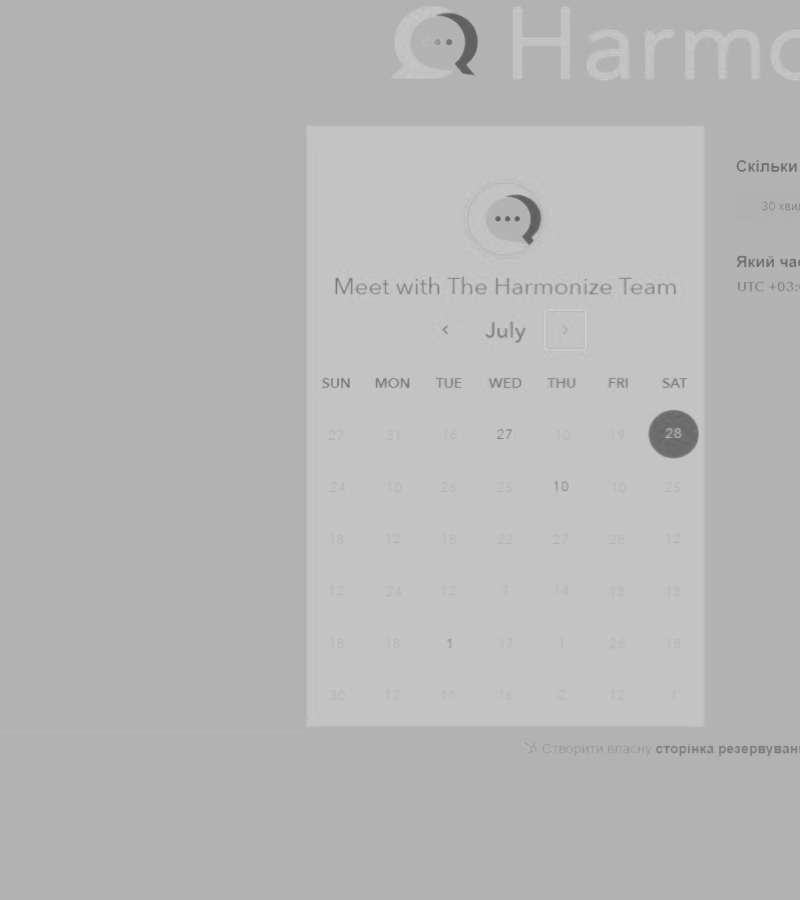 Harmo
Meet with The Harmonize Team
July
SUN MON TUE WED THU FRI SAT
27 31 16 27 10 19 28
24 10 26 25 10 10 25
18 12 18 22 27 28 12
12 24 12 7 14 18 18
18 18 1 17 1 26 18
30 12 11 16 2 12 1
Скільки
30 хви
Який час
UTC +03:
Створити власну сторінка резервуван